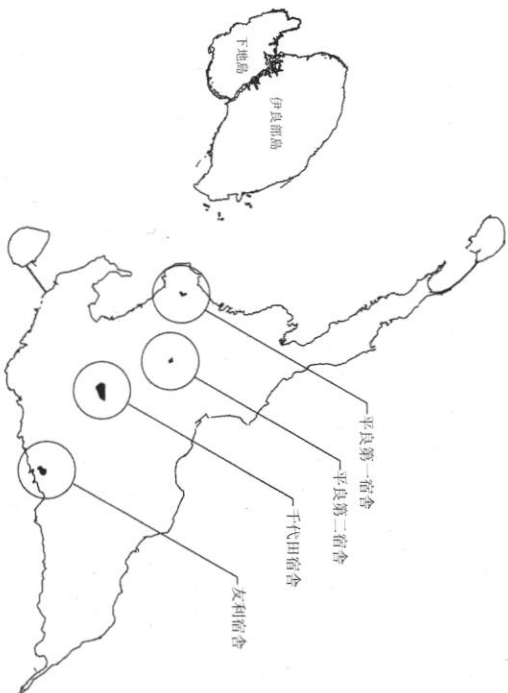 下地島
伊良部島
平良第一宿舎
平良第二宿舎
千代田宿舎
友利宿舎